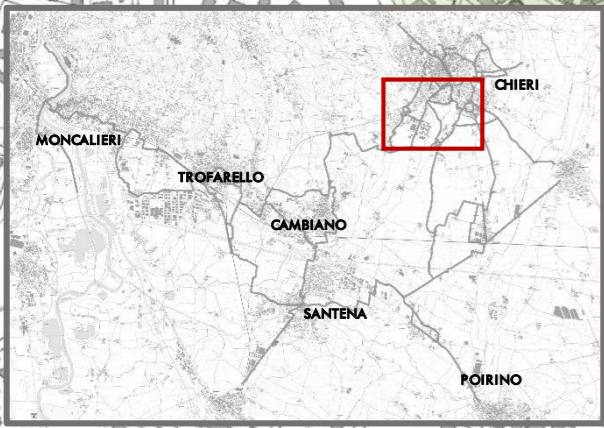 CHIERI
MONCALIERI
TROFARELLO
CAMBIANO
SANTENA
POIRINO